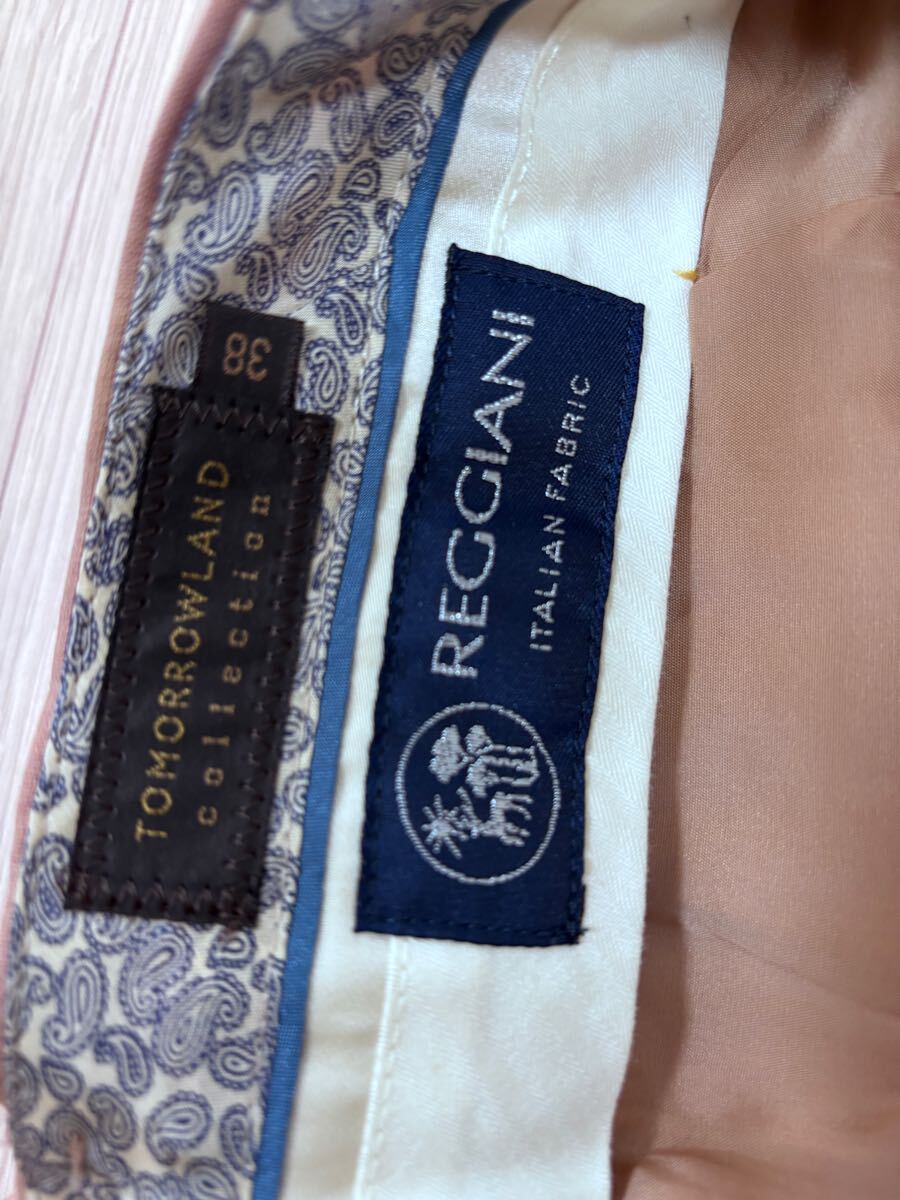 TOMORROWLAND
collection
38
REGGIANI
ITALIAN FABRIC